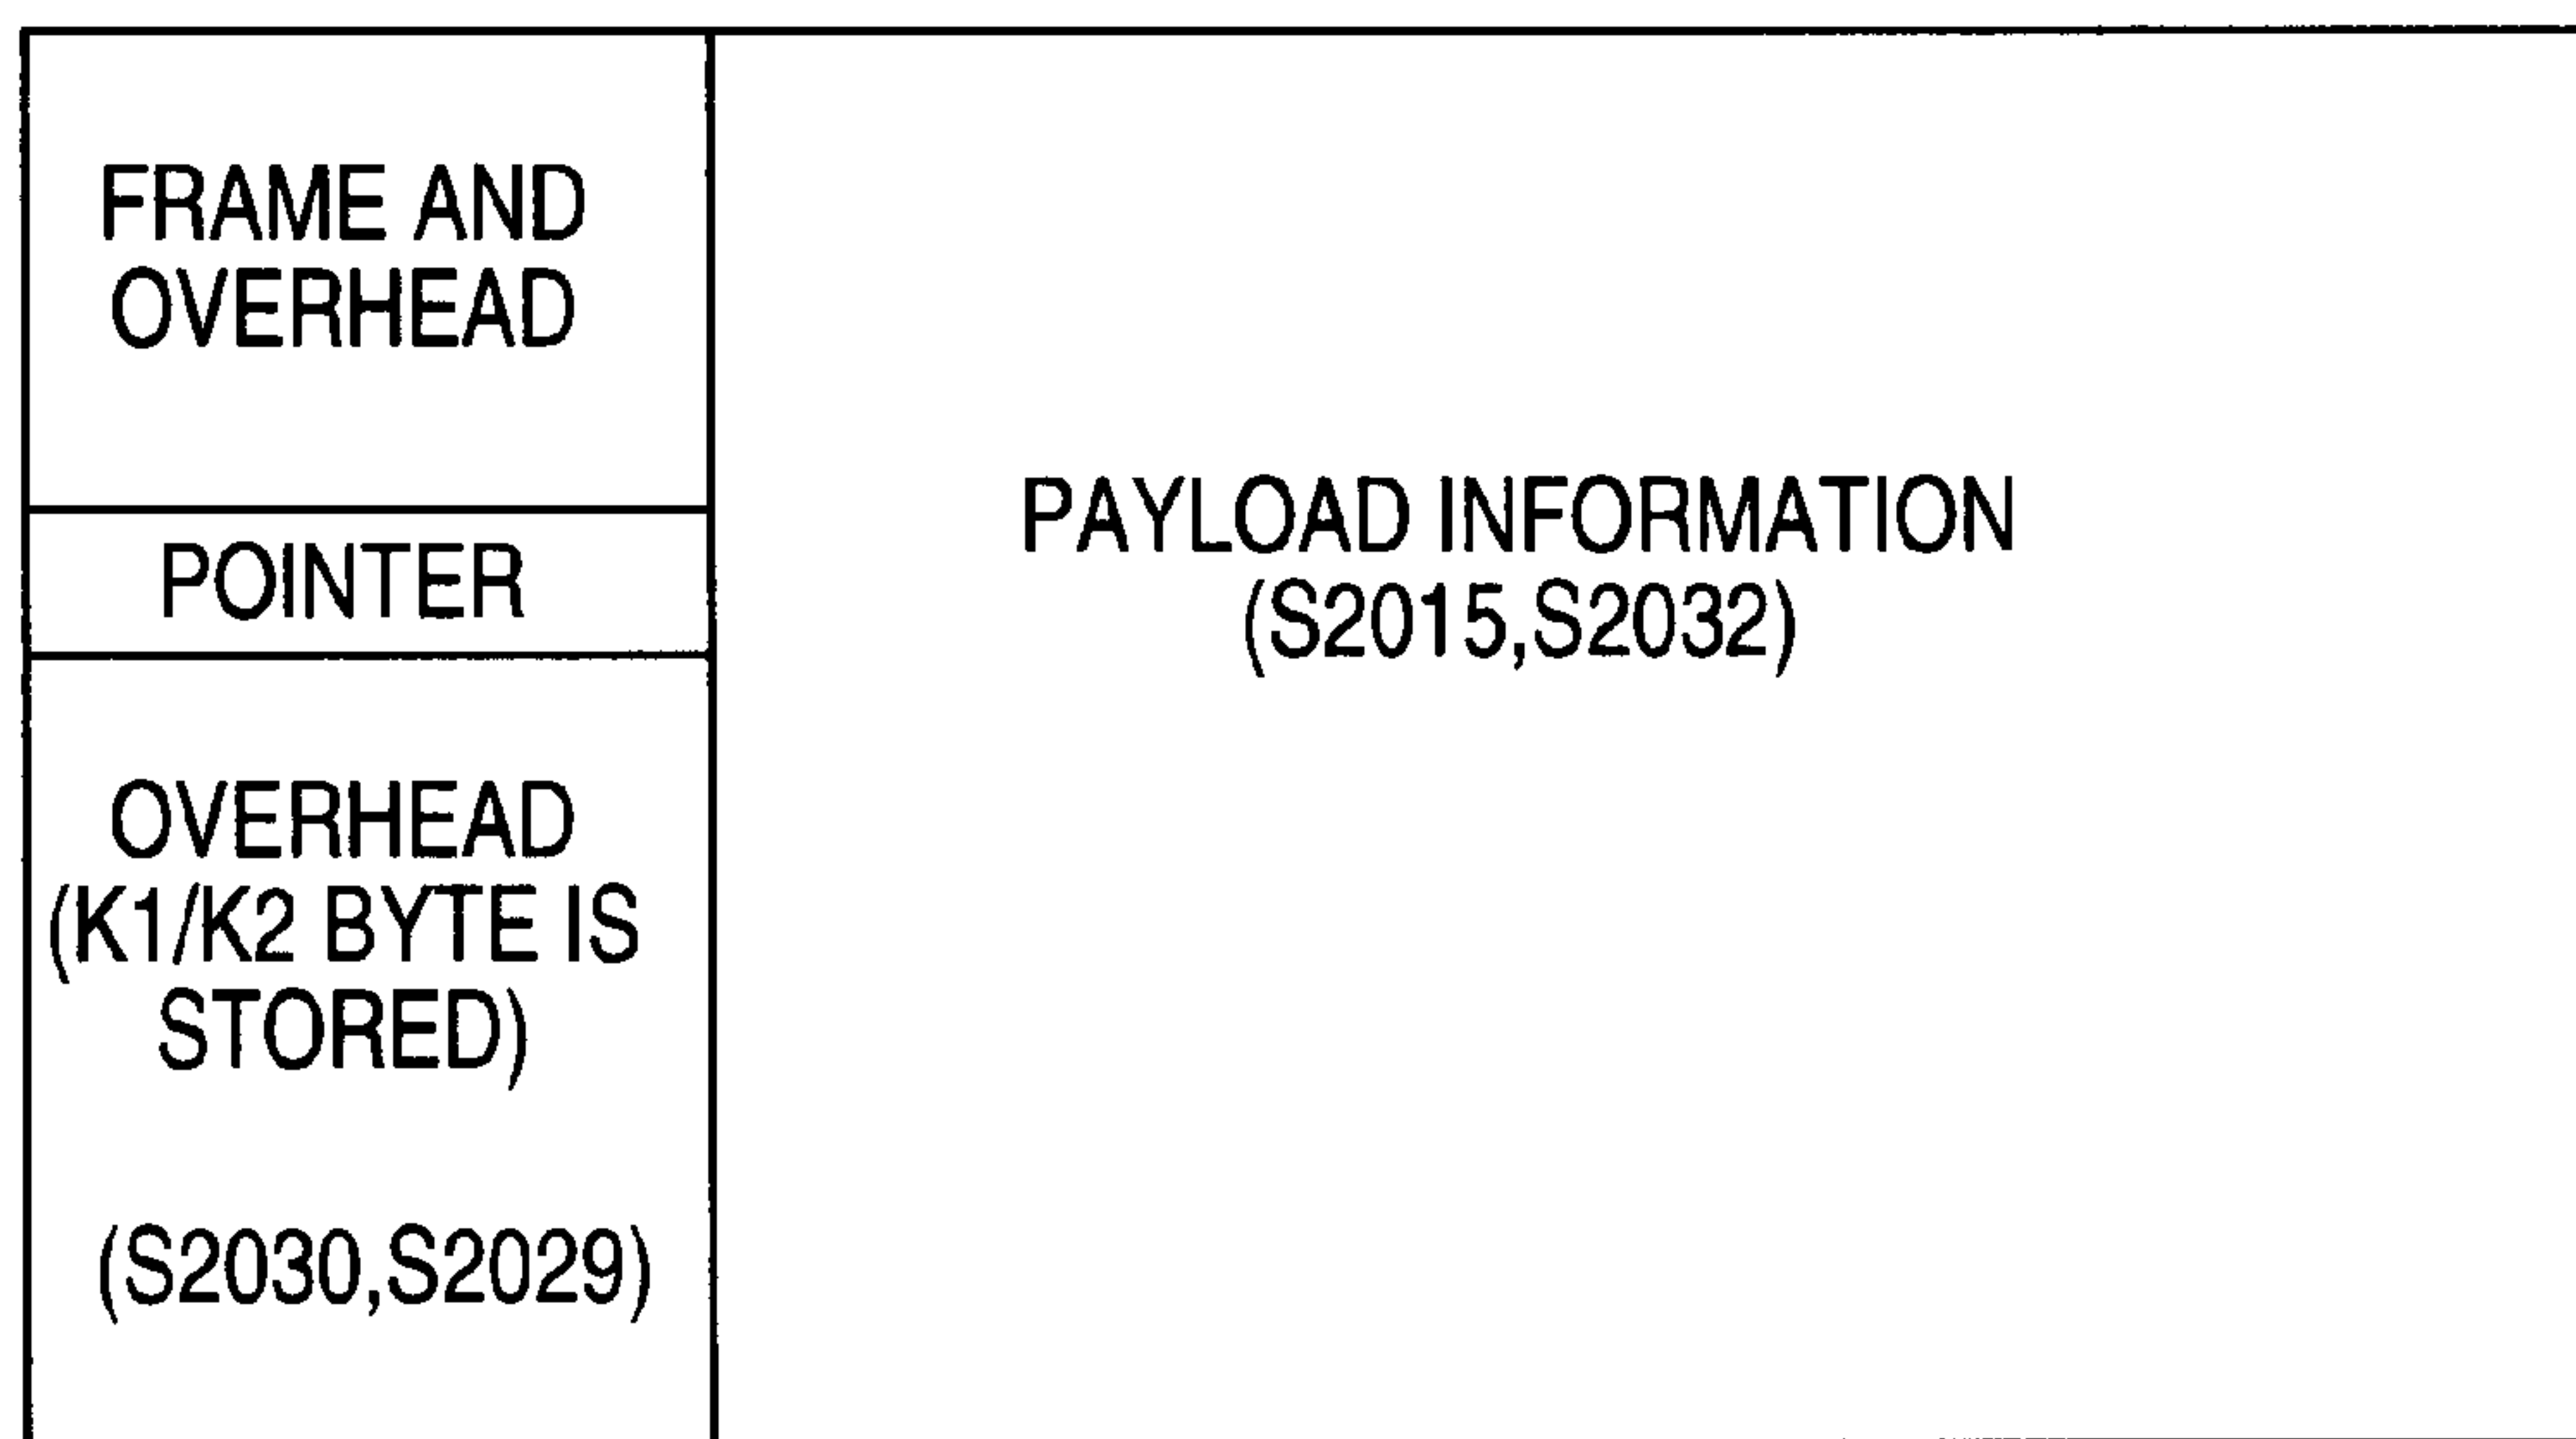 FRAME AND
OVERHEAD
POINTER
OVERHEAD
(K1/K2 BYTE IS
STORED)
(S2030,S2029)
PAYLOAD INFORMATION
(S2015,S2032)